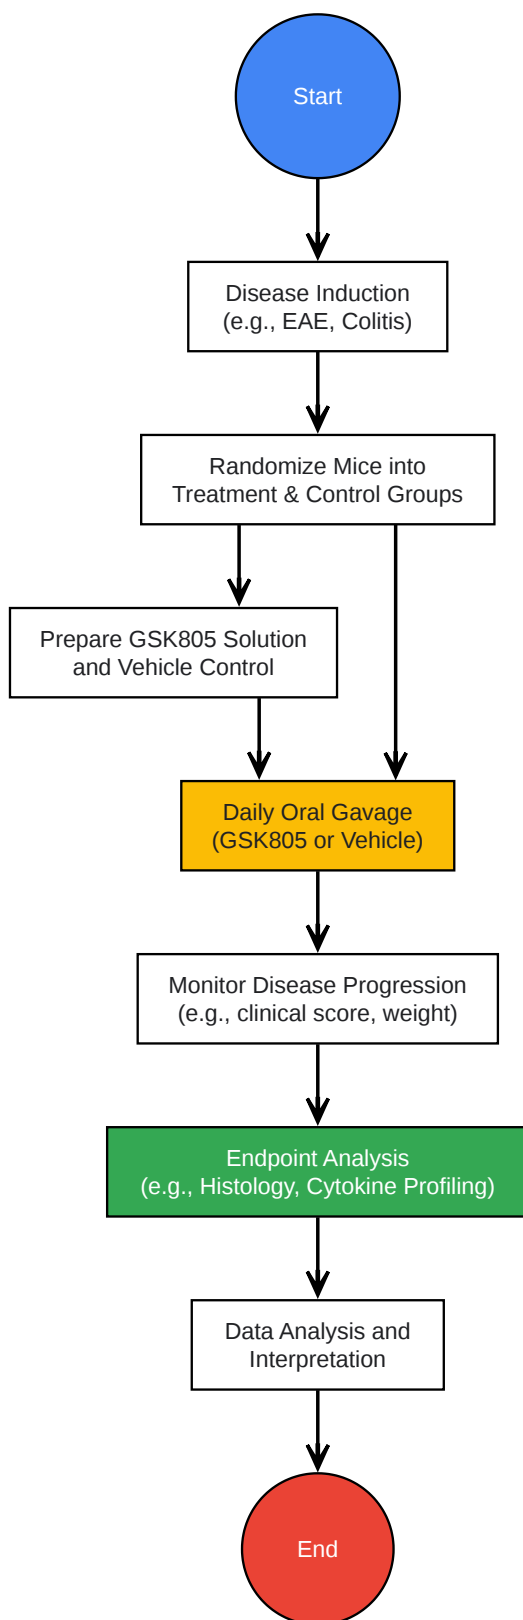 Start
Disease Induction
(e.g., EAE, Colitis)
Randomize Mice into
Treatment & Control Groups
Prepare GSK805 Solution
and Vehicle Control
Daily Oral Gavage
(GSK805 or Vehicle)
Monitor Disease Progression
(e.g., clinical score, weight)
Endpoint Analysis
(e.g., Histology, Cytokine Profiling)
Data Analysis and
Interpretation
End